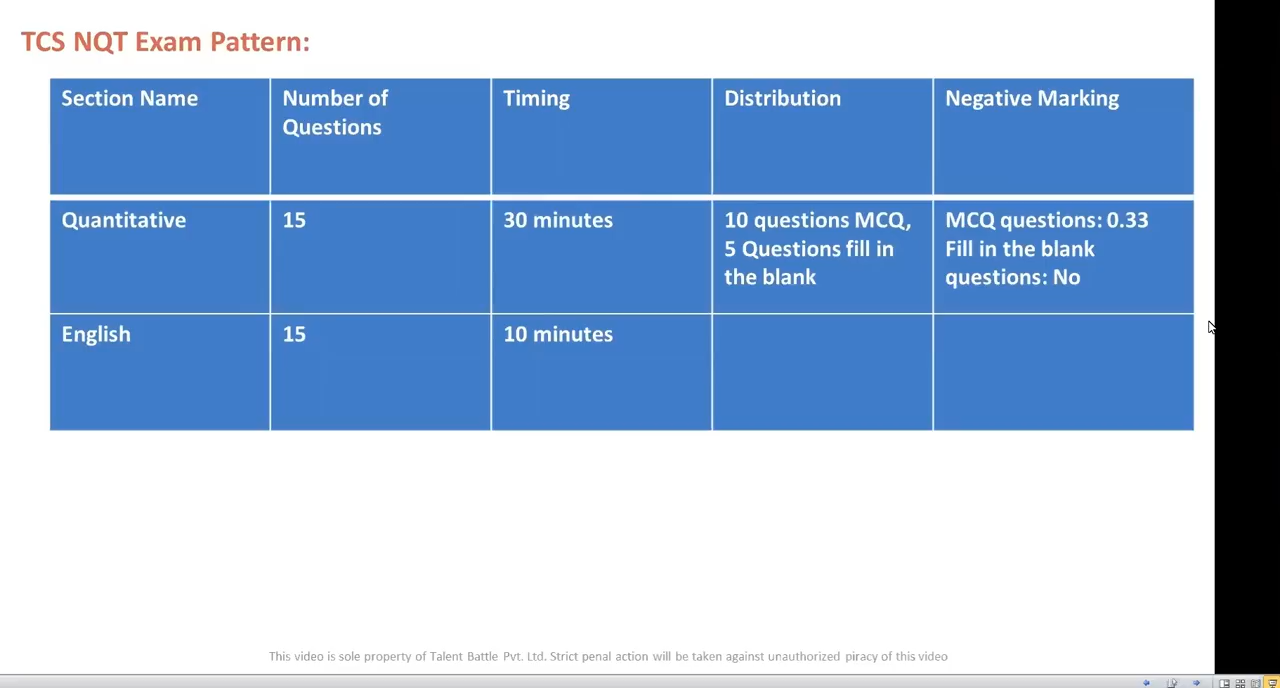 TCS NQT Exam Pattern:
Section Name
Number of
Questions
Timing
Distribution
Negative Marking
Quantitative
15
30 minutes
10 questions MCQ,
5 Questions fill in
the blank
MCQ questions: 0.33
Fill in the blank
questions: No
English
15
10 minutes
This video is sole property of Talent Battle Pvt. Ltd. Strict penal action will be taken against unauthorized piracy of this video